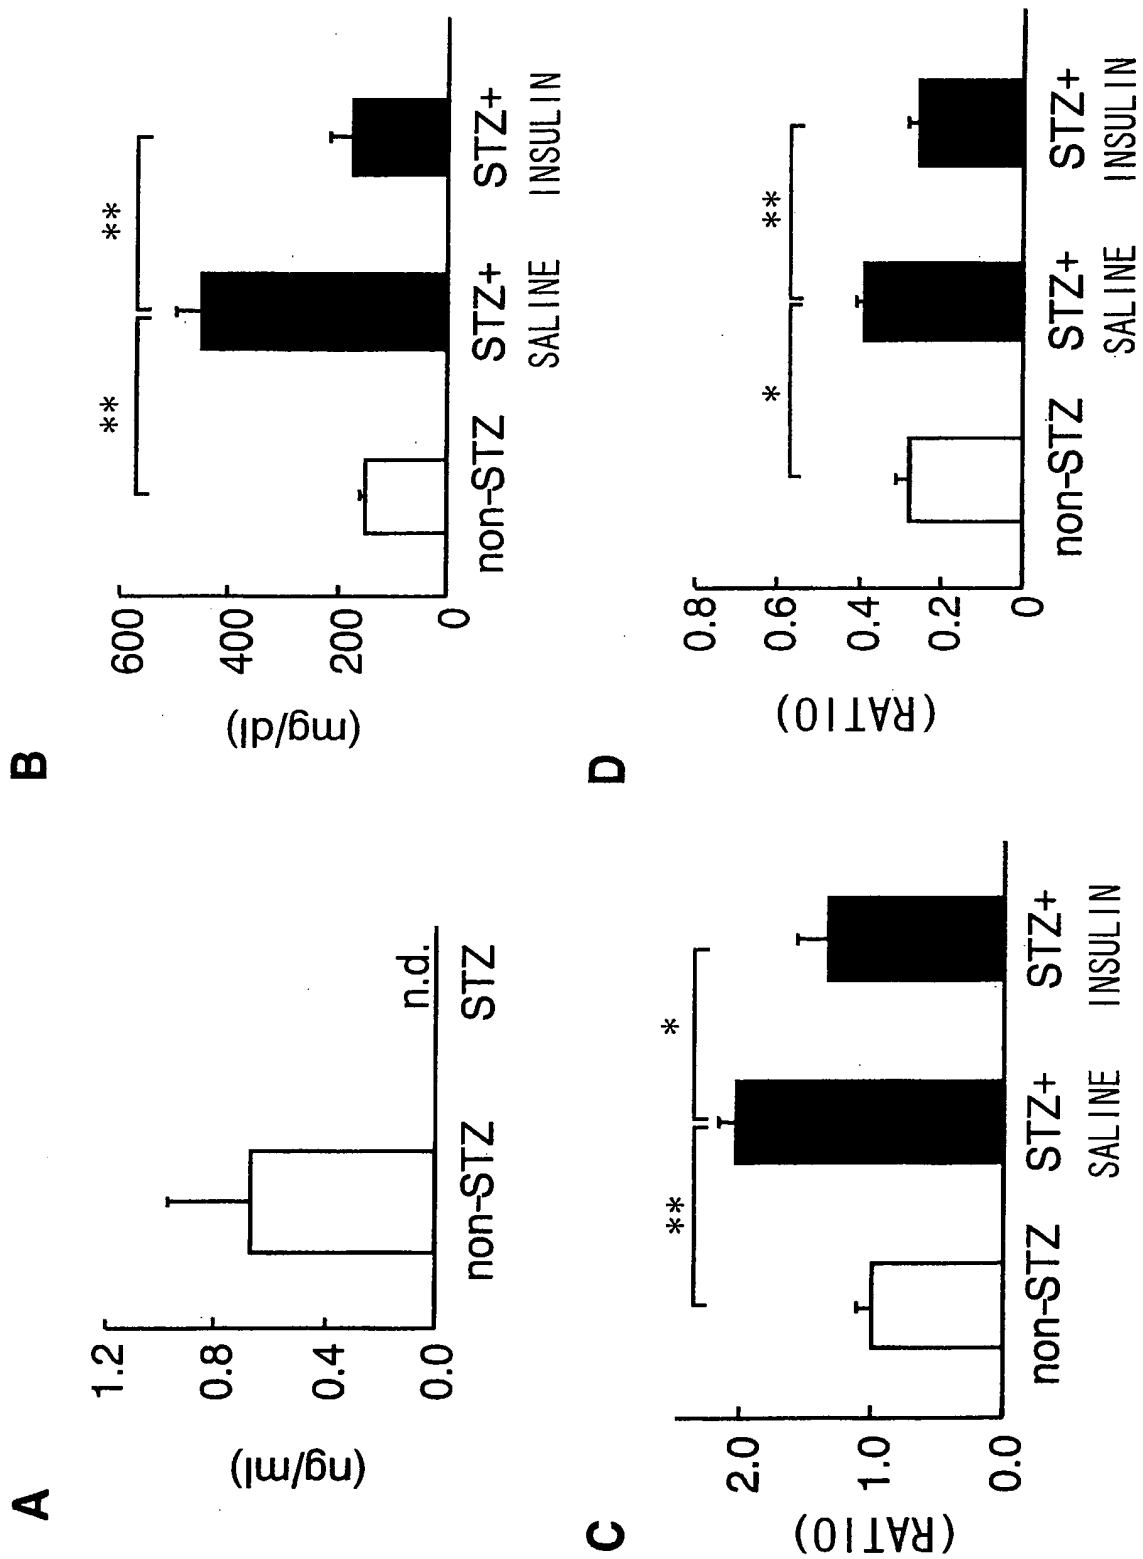 A
(ng/ml)
1.2
0.8
0.4
0.0
n.d.
non-STZ STZ
B
(mg/dl)
600
400
200
0
** **
non-STZ STZ+ STZ+
SALINE INSULIN
C
(RATIO)
2.0
1.0
0.0
** *
non-STZ STZ+ STZ+
SALINE INSULIN
D
(RATIO)
0.8
0.6
0.4
0.2
0
* **
non-STZ STZ+ STZ+
SALINE INSULIN